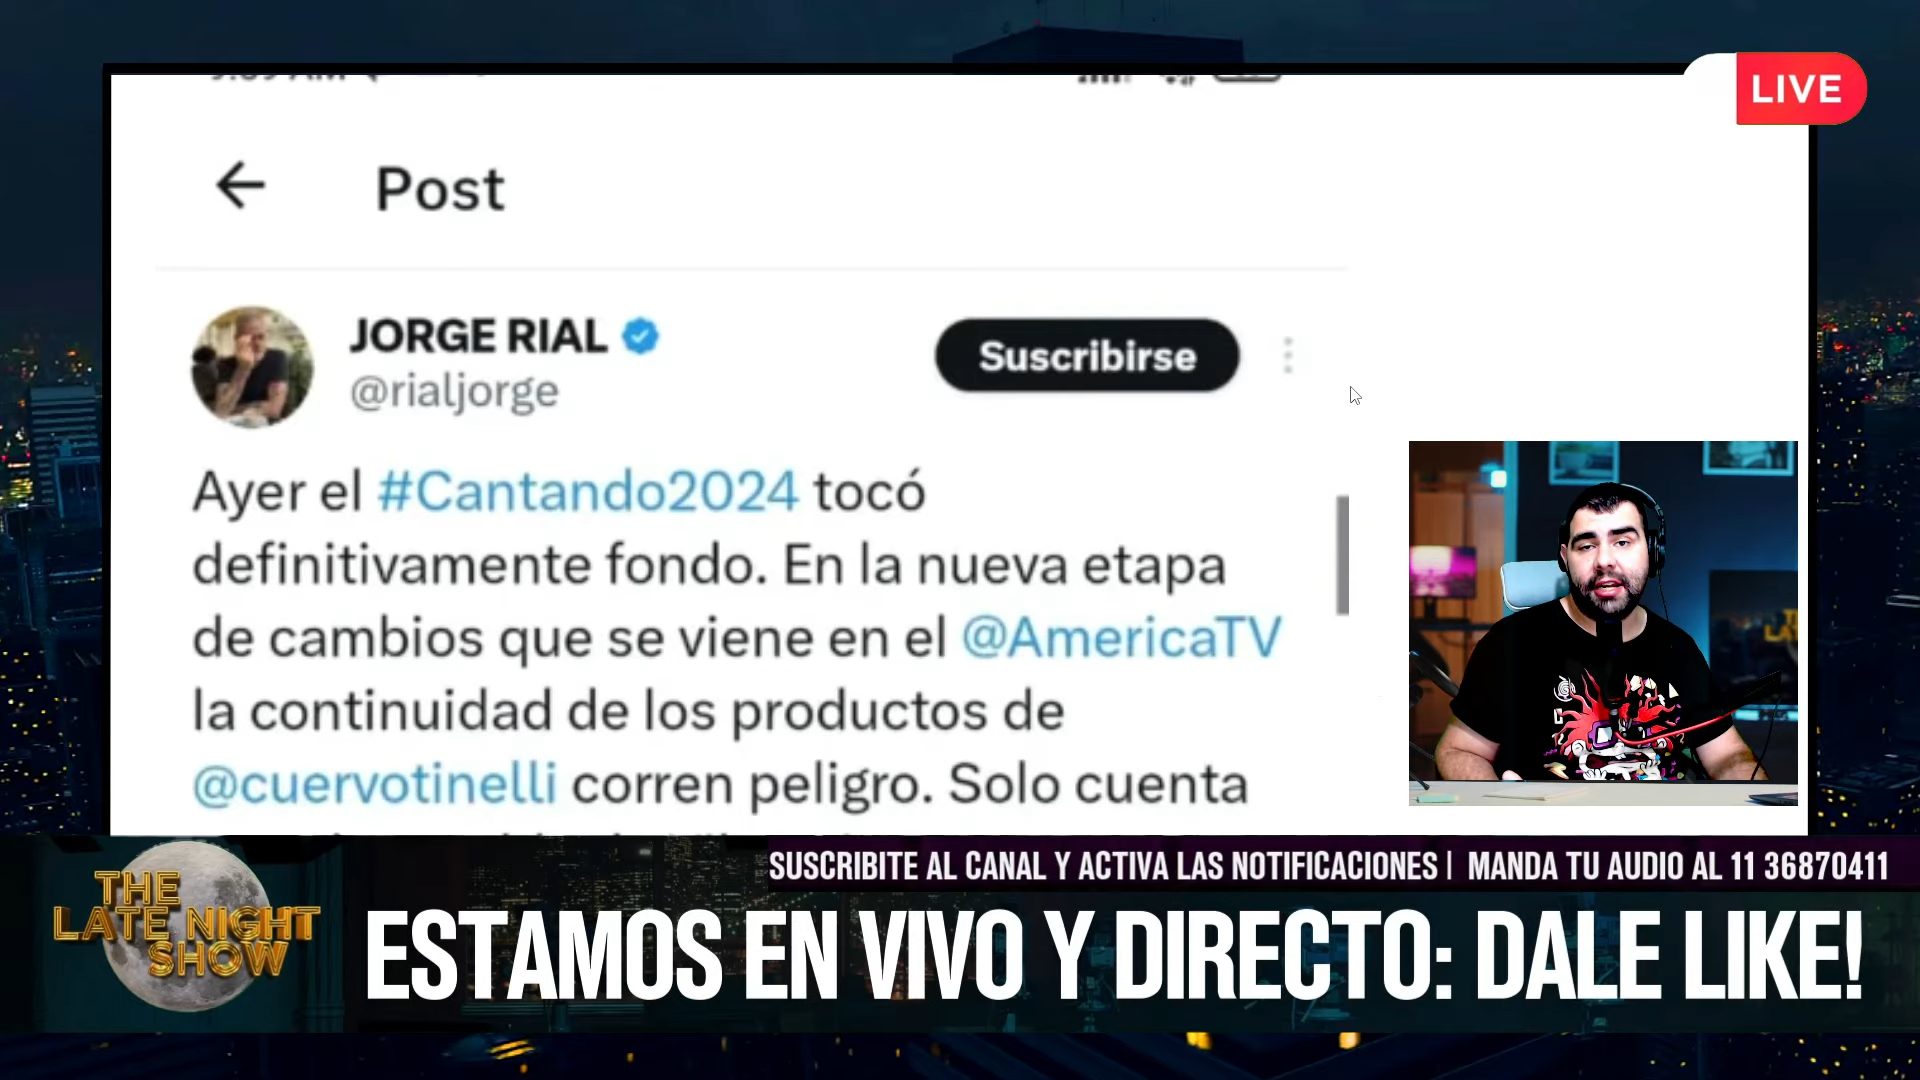 LIVE
Post
JORGE RIAL
@rialjorge
Suscribirse
Ayer el #Cantando2024 tocó
definitivamente fondo. En la nueva etapa
de cambios que se viene en el @AmericaTV
la continuidad de los productos de
@cuervotinelli corren peligro. Solo cuenta
SUSCRIBITE AL CANAL Y ACTIVA LAS NOTIFICACIONES | MANDA TU AUDIO AL 11 36870411
THE
LATE NIGHT
SHOW
ESTAMOS EN VIVO Y DIRECTO: DALE LIKE!